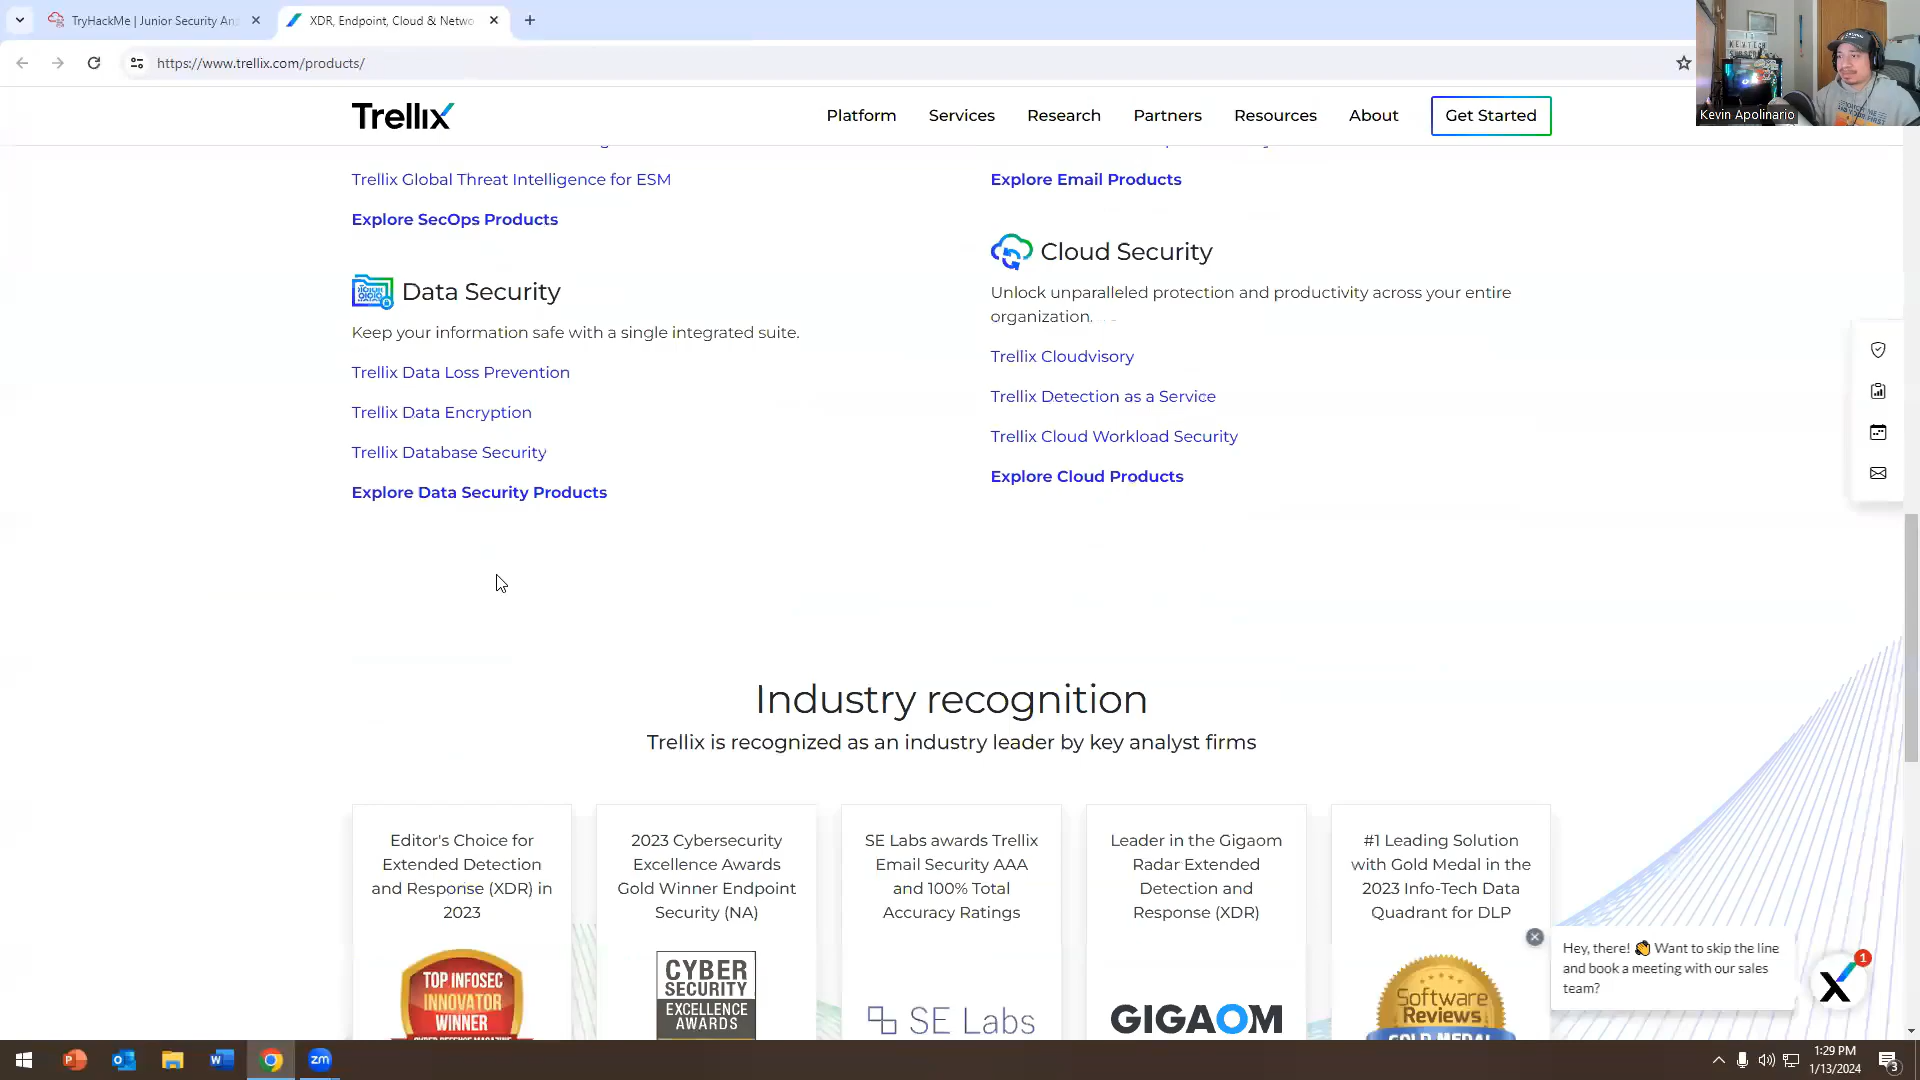 TryHackMe | Junior Security An
XDR, Endpoint, Cloud & Netwo
https://www.trellix.com/products/
Kevin Apolinario
Trellix
Platform
Services
Research
Partners
Resources
About
Get Started
Trellix Global Threat Intelligence for ESM
Explore SecOps Products
Data Security
Keep your information safe with a single integrated suite.
Trellix Data Loss Prevention
Trellix Data Encryption
Trellix Database Security
Explore Data Security Products
Explore Email Products
Cloud Security
Unlock unparalleled protection and productivity across your entire
organization.
Trellix Cloudvisory
Trellix Detection as a Service
Trellix Cloud Workload Security
Explore Cloud Products
Industry recognition
Trellix is recognized as an industry leader by key analyst firms
Editor's Choice for
Extended Detection
and Response (XDR) in
2023
TOP INFOSEC
INNOVATOR
WINNER
2023 Cybersecurity
Excellence Awards
Gold Winner Endpoint
Security (NA)
CYBER
SECURITY
EXCELLENCE
AWARDS
SE Labs awards Trellix
Email Security AAA
and 100% Total
Accuracy Ratings
SE Labs
Leader in the Gigaom
Radar Extended
Detection and
Response (XDR)
GIGAOM
#1 Leading Solution
with Gold Medal in the
2023 Info-Tech Data
Quadrant for DLP
Software
Reviews
GOLD MEDAL
Hey, there! 👋 Want to skip the line
and book a meeting with our sales
team?
1
1:29 PM
1/13/2024
3